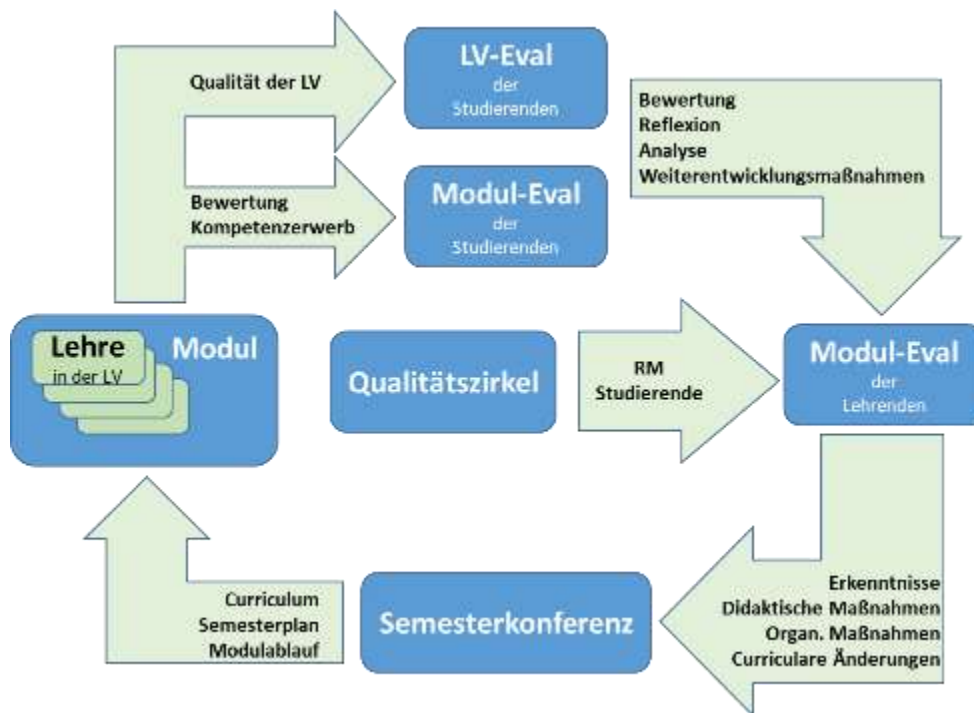 LV-Eval
der
Studierenden
Qualität der LV
Bewertung
Reflexion
Analyse
Weiterentwicklungsmaßnahmen
Modul-Eval
der
Studierenden
Bewertung
Kompetenzerwerb
Lehre
in der LV
Modul
Qualitätszirkel
RM
Studierende
Modul-Eval
der
Lehrenden
Curriculum
Semesterplan
Modulablauf
Semesterkonferenz
Erkenntnisse
Didaktische Maßnahmen
Organ. Maßnahmen
Curriculare Änderungen